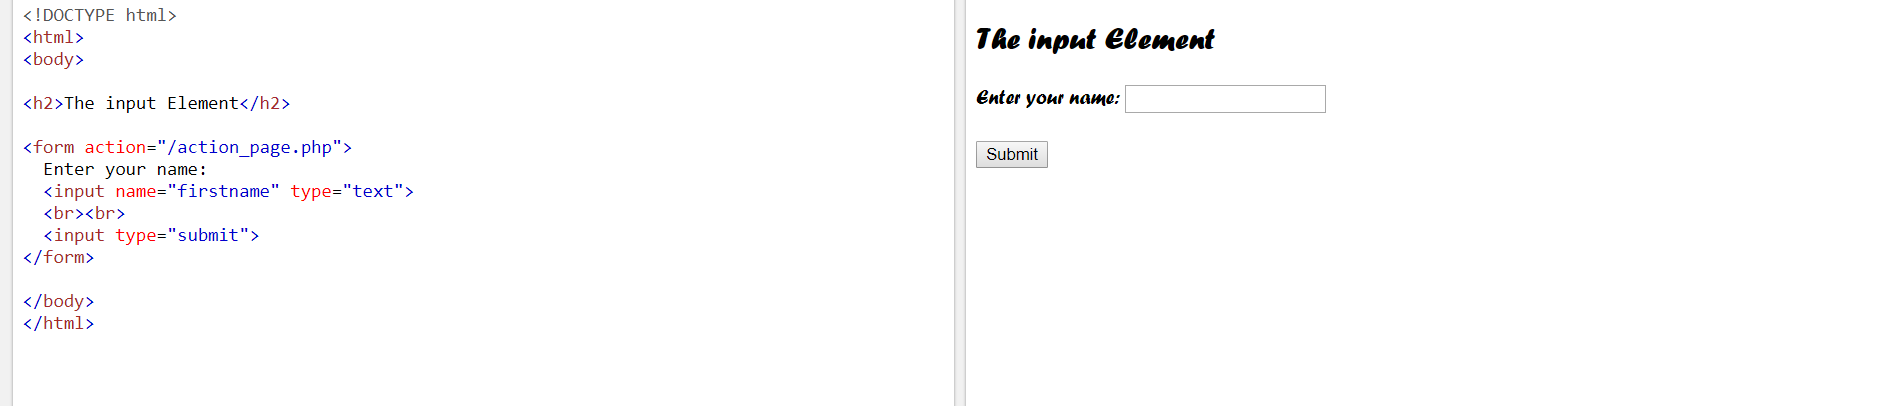 <!DOCTYPE html>
<html>
<body>
<h2>The input Element</h2>
<form action="/action_page.php">
Enter your name:
<input name="firstname" type="text">
<br><br>
<input type="submit">
</form>
</body>
</html>
The input Element
Enter your name:
Submit